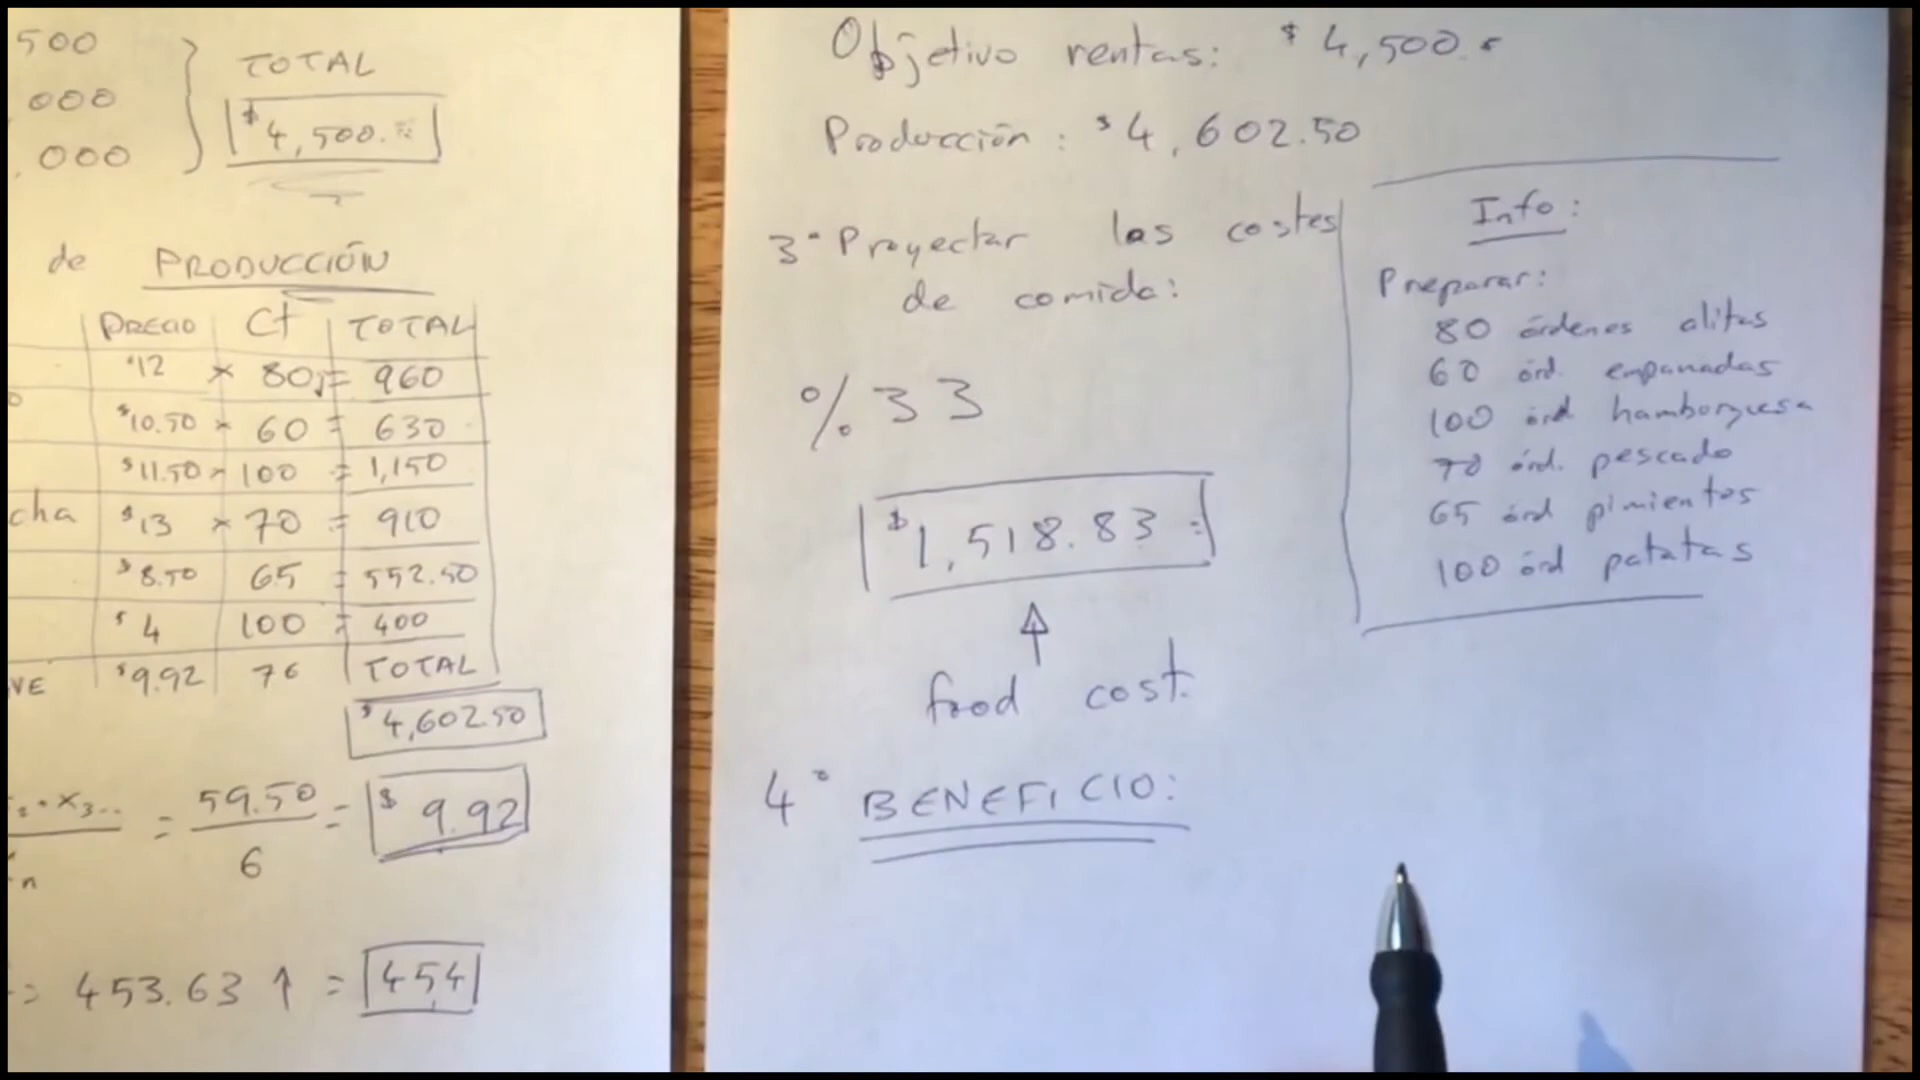 500
000
.000
TOTAL
$4,500.
de PRODUCCIÓN
PRECIO Ct TOTAL
$12 × 80 = 960
$10.50 × 60 = 630
$11.50 × 100 = 1,150
cha $13 × 70 = 910
$8.50 65 = 552.50
$4 100 = 400
VE $9.92 76 TOTAL
$4,602.50
= 59.50 = $9.92
6
n
= 453.63 ↑ = 454
Objetivo rentas: $4,500.
Producción: $4,602.50
3° Proyectar las costes
de comida:
%33
$1,518.83
food cost.
4° BENEFICIO:
Info:
Preparar:
80 órdenes alitas
60 órd. empanadas
100 órd hamburguesa
70 órd. pescado
65 órd pimientos
100 órd patatas